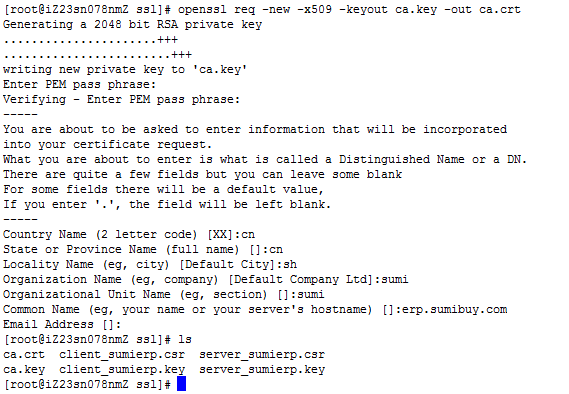 [root@iZ23sn078nmZ ssl]# openssl req -new -x509 -keyout ca.key -out ca.crt
Generating a 2048 bit RSA private key
......................+++
........................+++
writing new private key to 'ca.key'
Enter PEM pass phrase:
Verifying - Enter PEM pass phrase:
-----
You are about to be asked to enter information that will be incorporated
into your certificate request.
What you are about to enter is what is called a Distinguished Name or a DN.
There are quite a few fields but you can leave some blank
For some fields there will be a default value,
If you enter '.', the field will be left blank.
-----
Country Name (2 letter code) [XX]:cn
State or Province Name (full name) []:cn
Locality Name (eg, city) [Default City]:sh
Organization Name (eg, company) [Default Company Ltd]:sumi
Organizational Unit Name (eg, section) []:sumi
Common Name (eg, your name or your server's hostname) []:erp.sumibuy.com
Email Address []:
[root@iZ23sn078nmZ ssl]# ls
ca.crt  client_sumierp.csr  server_sumierp.csr
ca.key  client_sumierp.key  server_sumierp.key
[root@iZ23sn078nmZ ssl]#